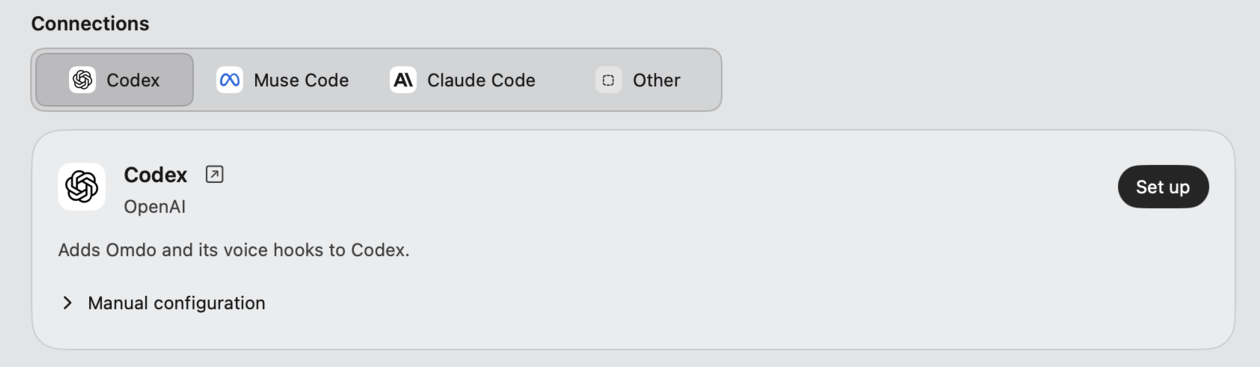 Connections
Codex
Muse Code
Claude Code
Other
Codex
Set up
OpenAI
Adds Omdo and its voice hooks to Codex.
Manual configuration